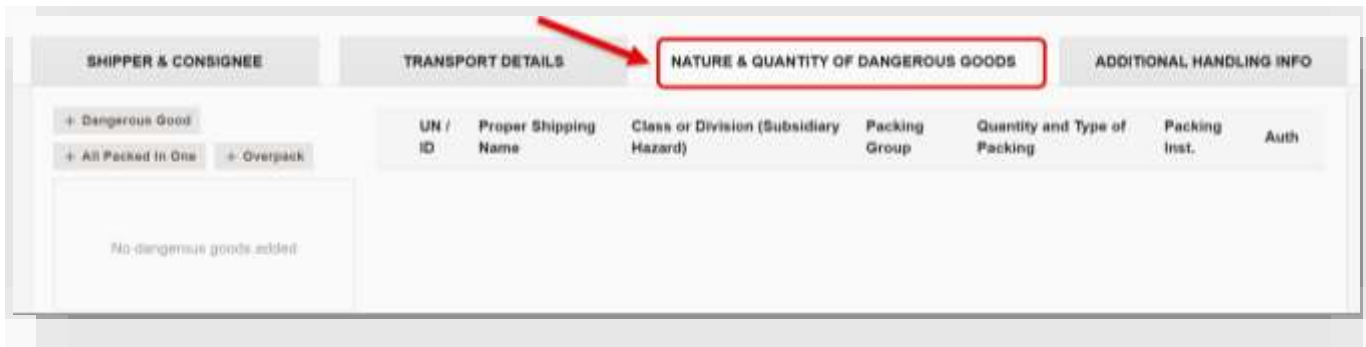 SHIPPER & CONSIGNEE
TRANSPORT DETAILS
NATURE & QUANTITY OF DANGEROUS GOODS
ADDITIONAL HANDLING INFO
+ Dangerous Good
+ All Packed In One
+ Overpack
UN /
ID
Proper Shipping
Name
Class or Division (Subsidiary
Hazard)
Packing
Group
Quantity and Type of
Packing
Packing
Inst.
Auth
No dangerous goods added